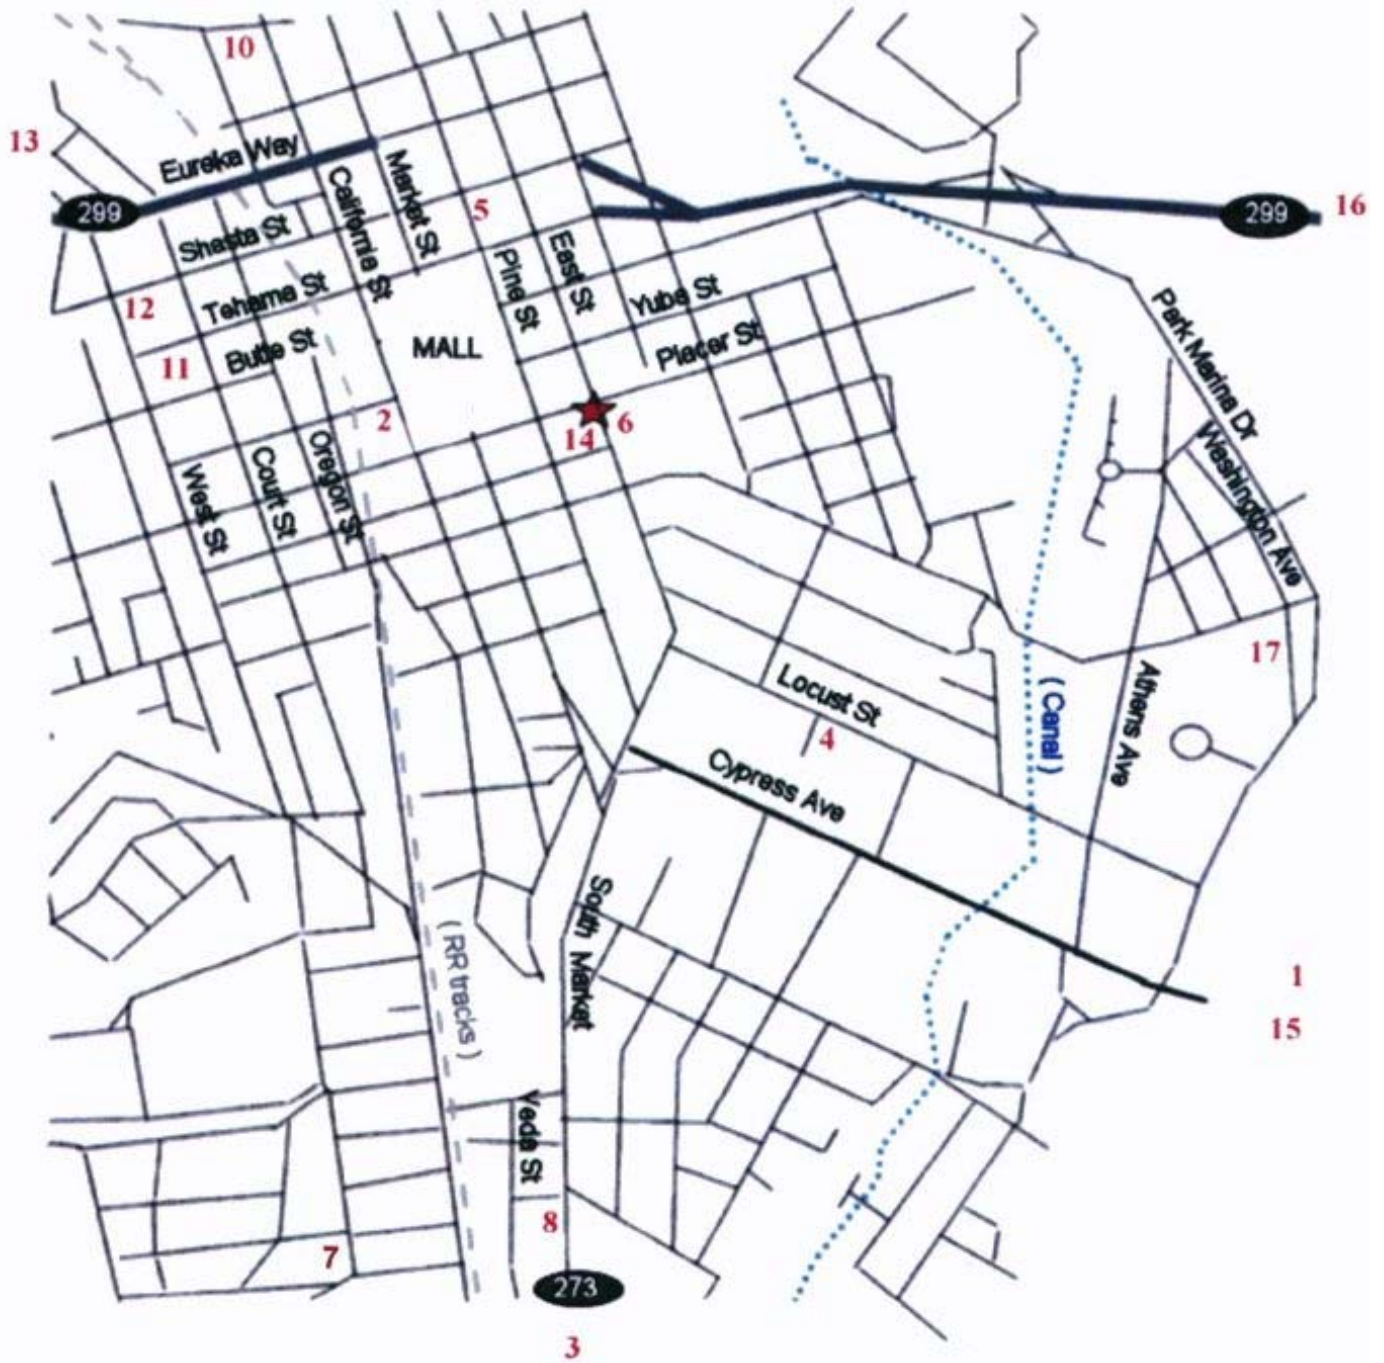 10
13
Eureka Way
299
Market St
California St
5
299
16
Shasta St
Pine St
East St
12
Tehama St
Yuba St
Butte St
MALL
Placer St
11
Park Marina Dr
2
14
6
Oregon St
Court St
West St
Washington Ave
17
Locust St
4
( Canal )
Athens Ave
Cypress Ave
South Market
( RR tracks )
1
15
Veda St
8
7
273
3